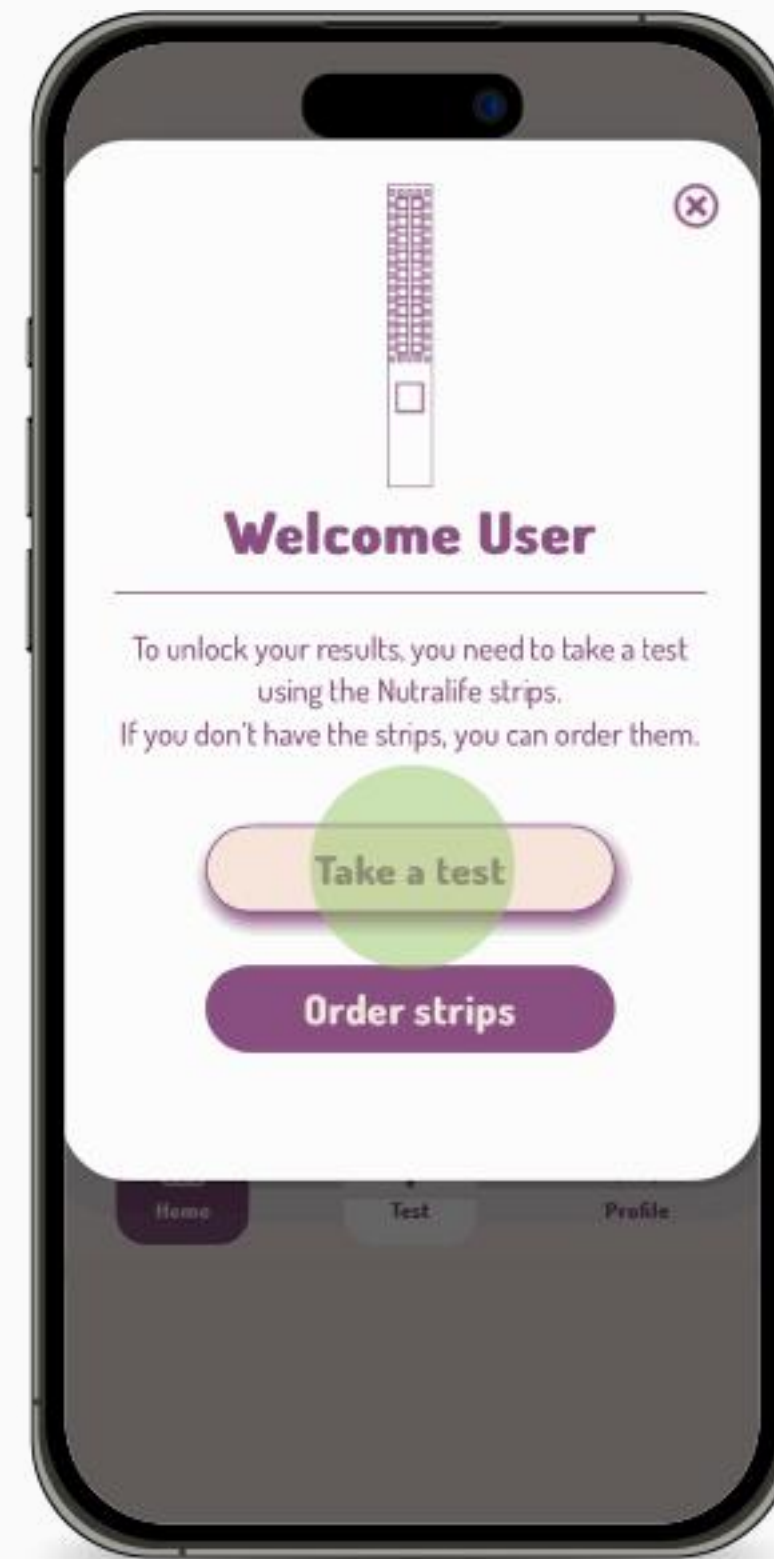 Welcome User
To unlock your results, you need to take a test
using the Nutralife strips.
If you don't have the strips, you can order them.
Take a test
Order strips
Home
Test
Profile